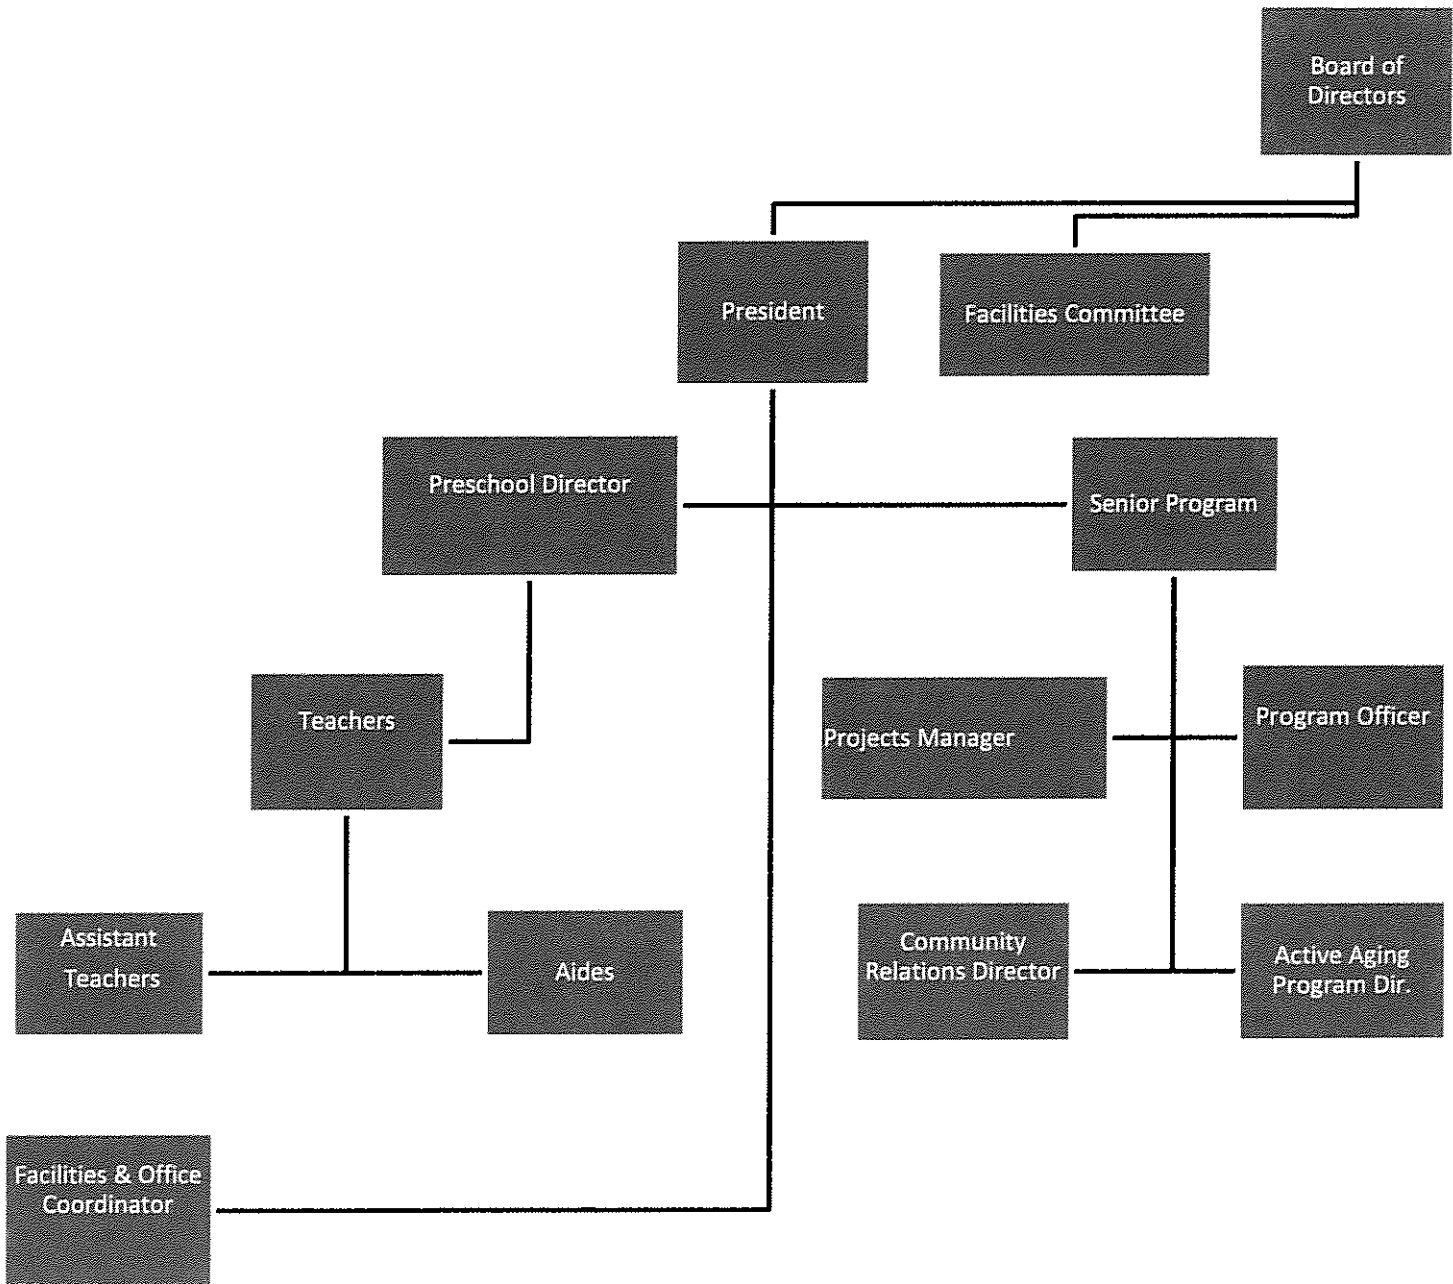 Board of
Directors
President
Facilities Committee
Preschool Director
Senior Program
Teachers
Projects Manager
Program Officer
Assistant
Teachers
Aides
Community
Relations Director
Active Aging
Program Dir.
Facilities & Office
Coordinator